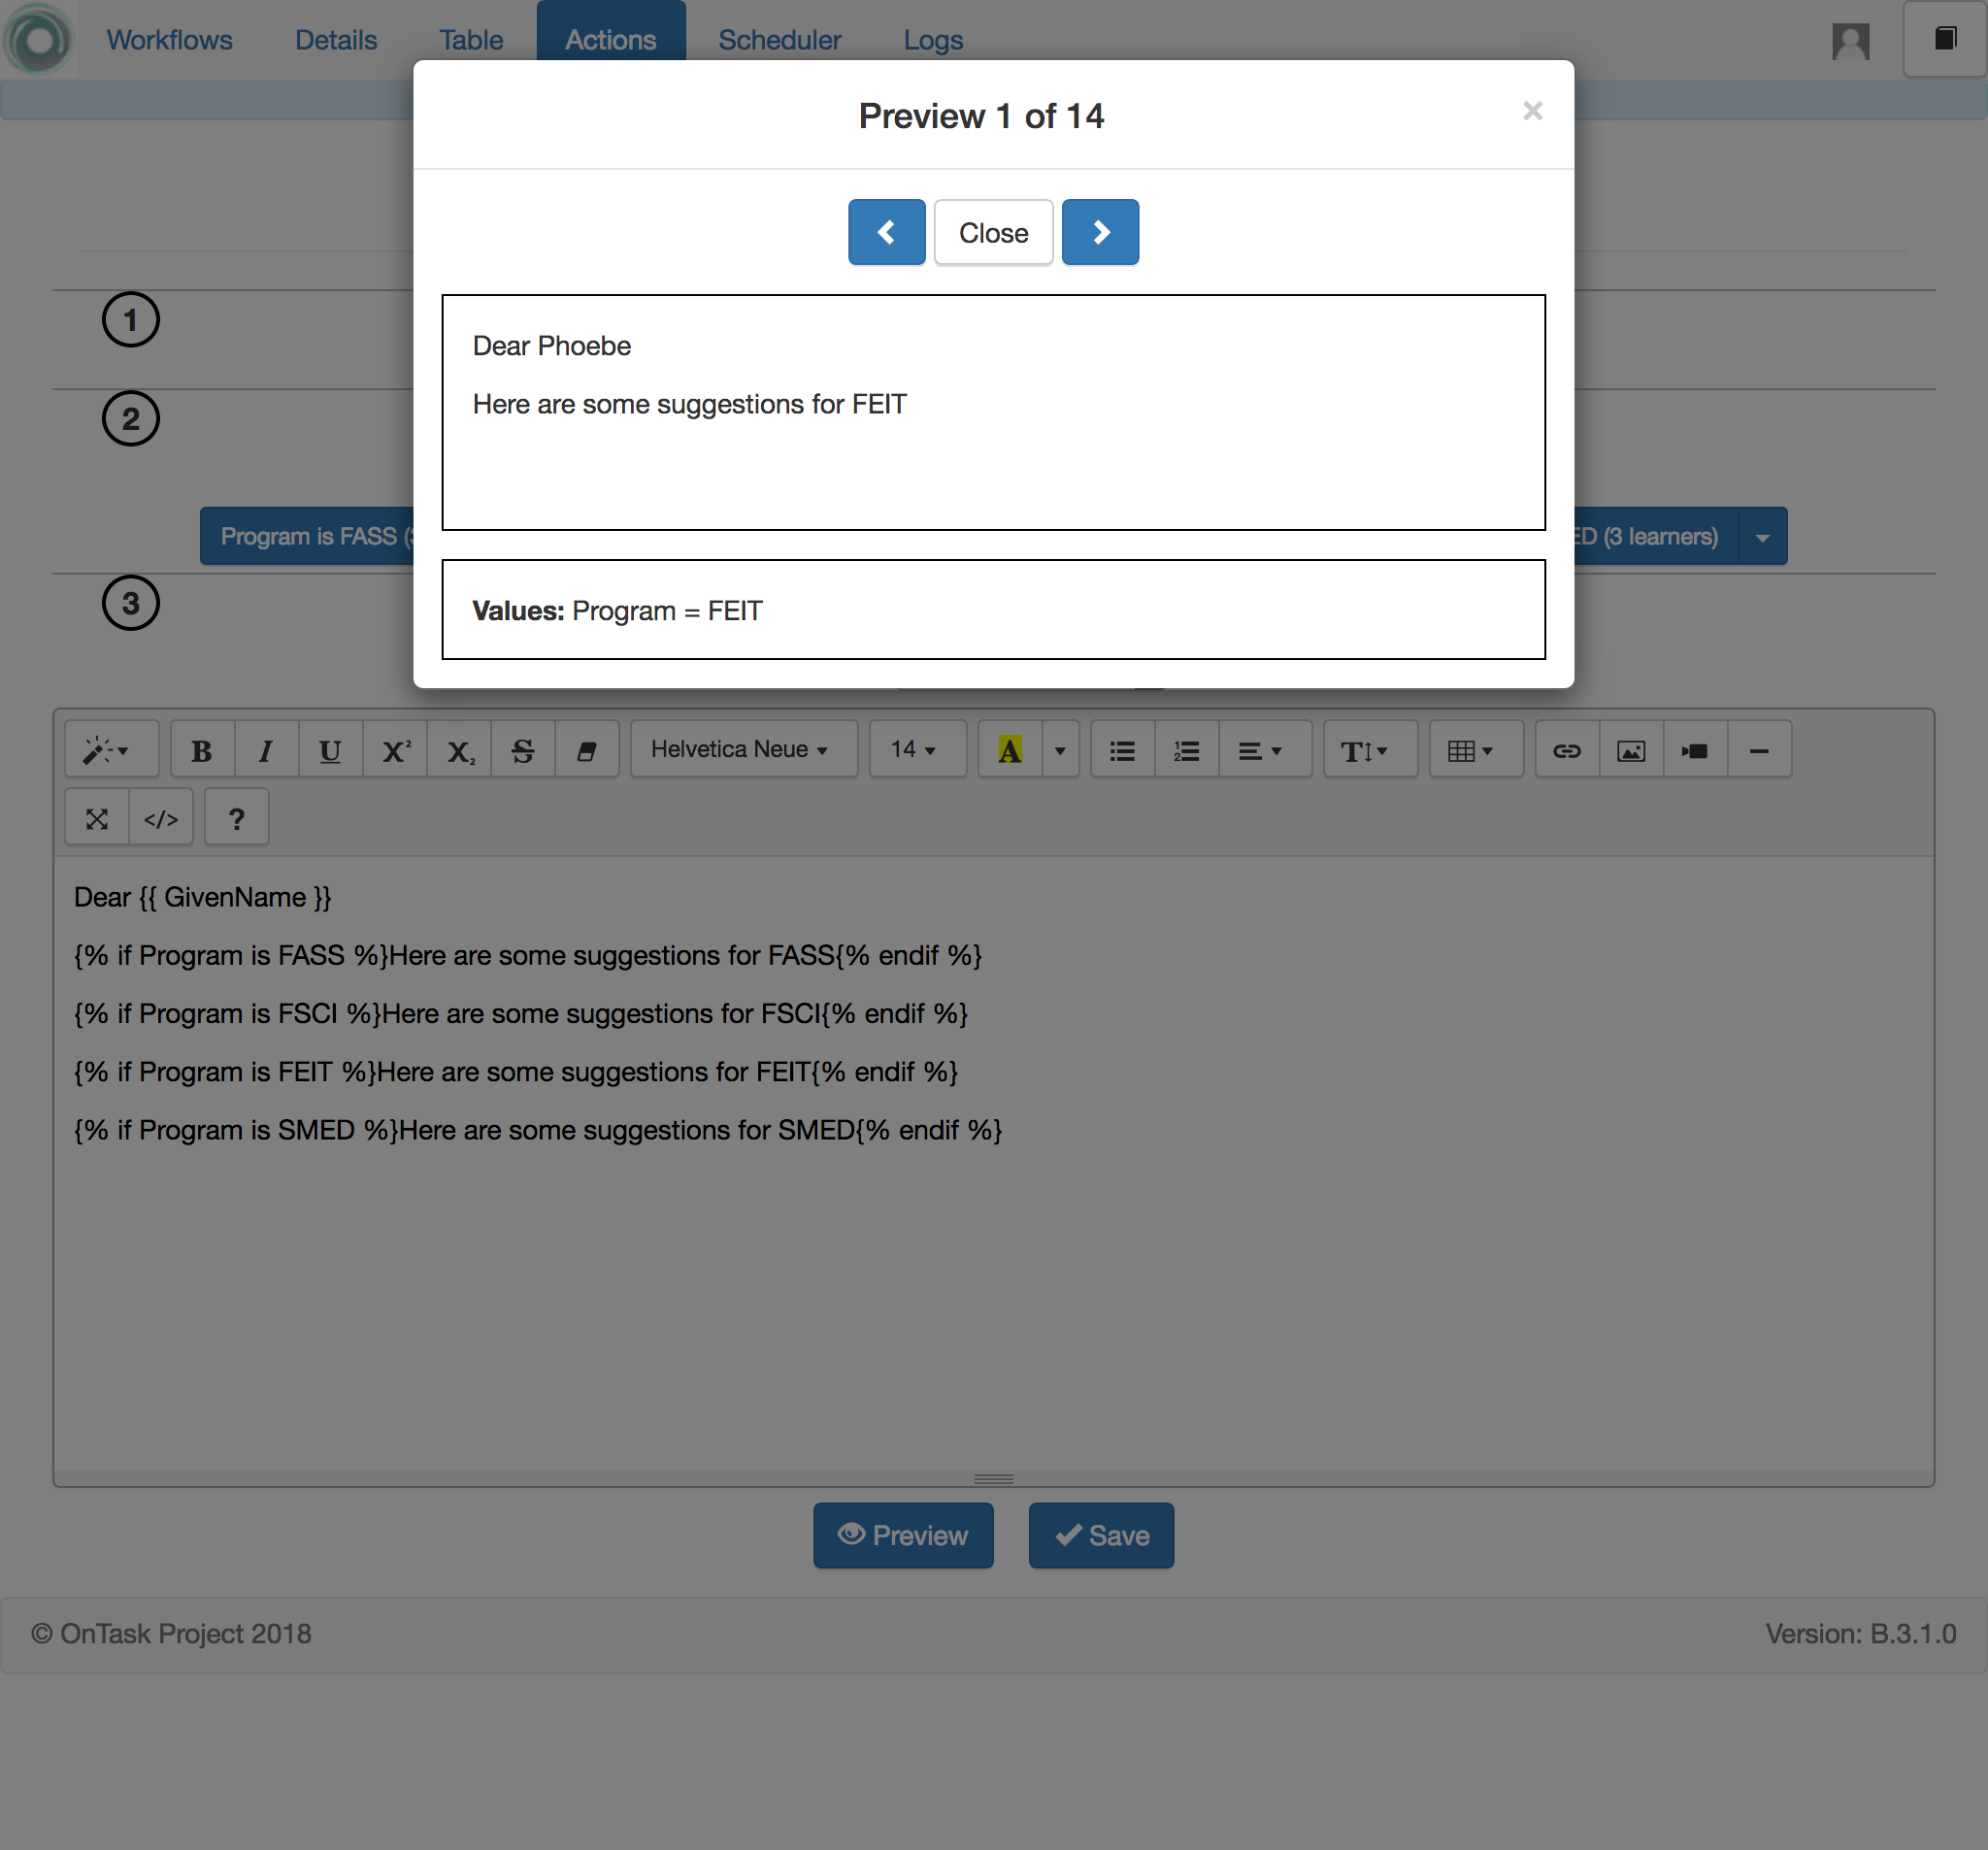 Workflows Details Table Actions Scheduler Logs
Preview 1 of 14
×
Close
Dear Phoebe
Here are some suggestions for FEIT
Values: Program = FEIT
1
2
Program is FASS (
ED (3 learners)
3
B I U X² X₂ S Helvetica Neue 14 A T
</> ?
Dear {{ GivenName }}
{% if Program is FASS %}Here are some suggestions for FASS{% endif %}
{% if Program is FSCI %}Here are some suggestions for FSCI{% endif %}
{% if Program is FEIT %}Here are some suggestions for FEIT{% endif %}
{% if Program is SMED %}Here are some suggestions for SMED{% endif %}
Preview Save
© OnTask Project 2018 Version: B.3.1.0